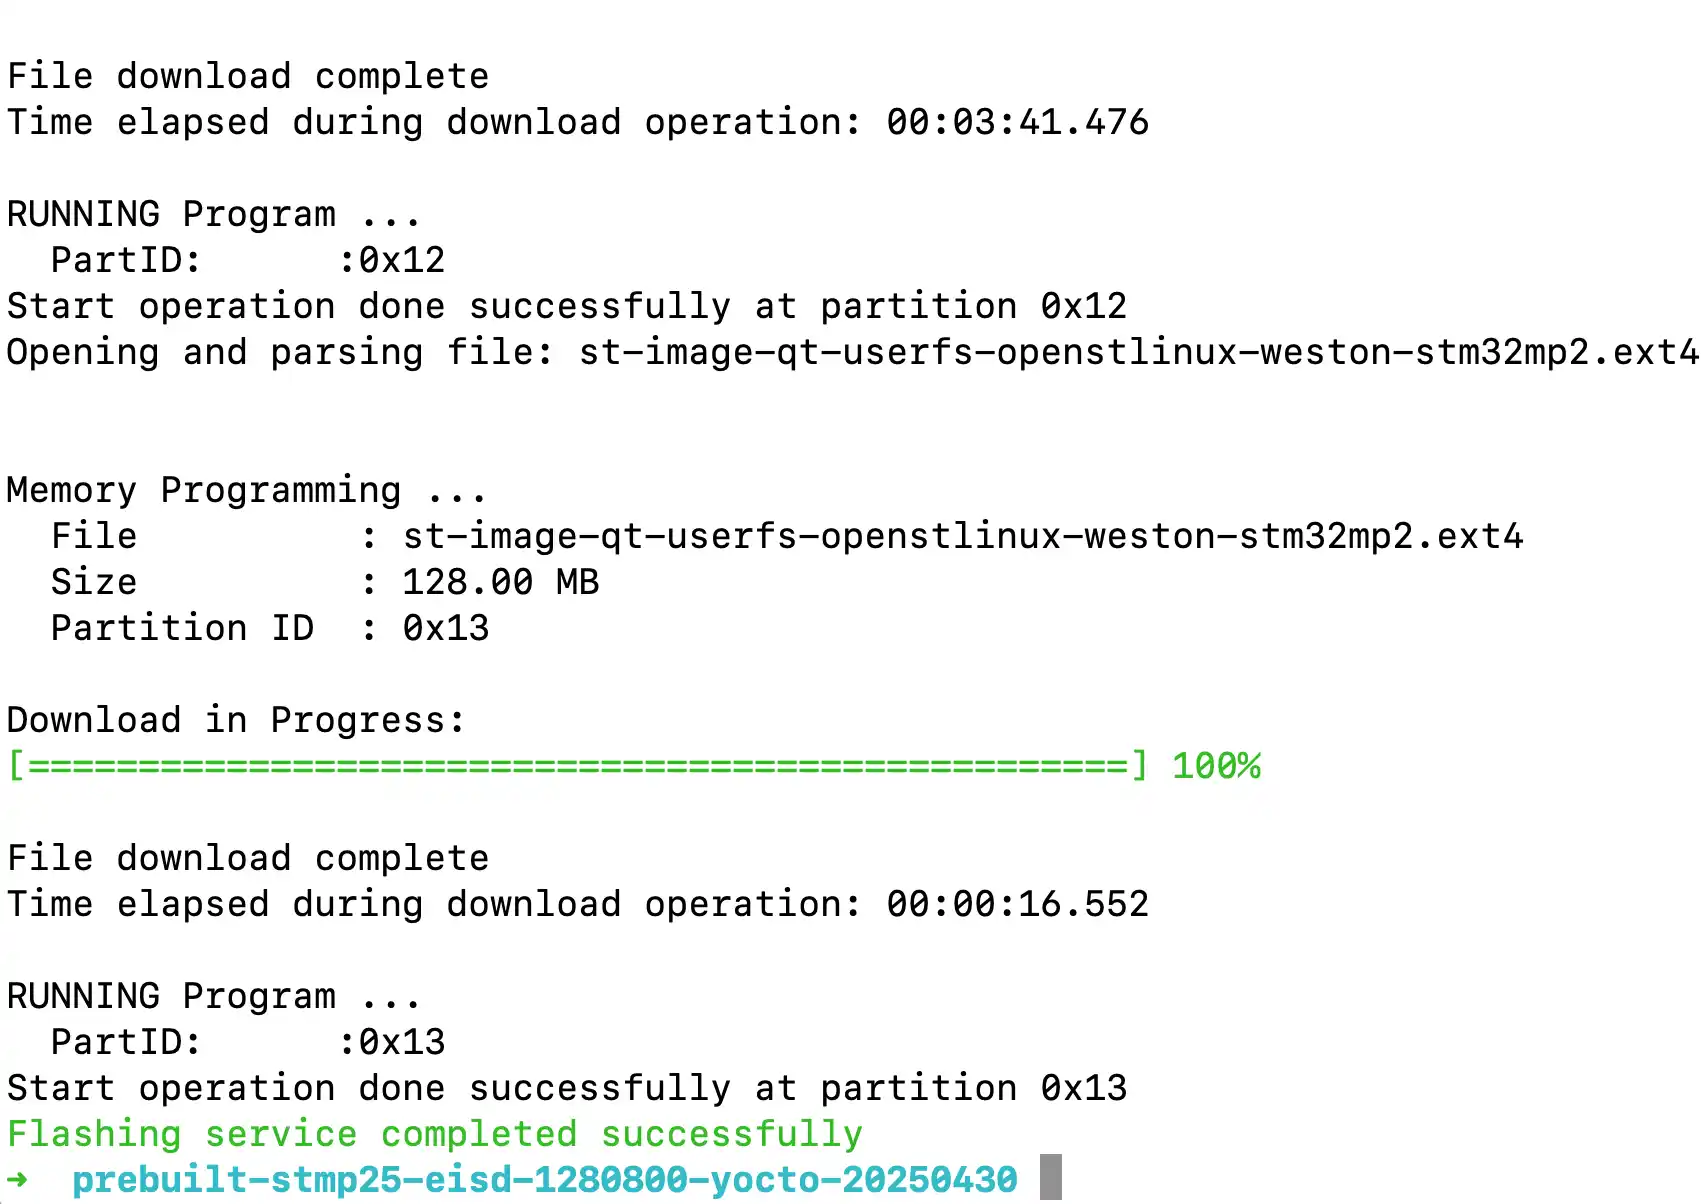 File download complete
Time elapsed during download operation: 00:03:41.476
RUNNING Program ...
  PartID:      :0x12
Start operation done successfully at partition 0x12
Opening and parsing file: st-image-qt-userfs-openstlinux-weston-stm32mp2.ext4
Memory Programming ...
  File          : st-image-qt-userfs-openstlinux-weston-stm32mp2.ext4
  Size          : 128.00 MB
  Partition ID  : 0x13
Download in Progress:
[==================================================] 100%
File download complete
Time elapsed during download operation: 00:00:16.552
RUNNING Program ...
  PartID:      :0x13
Start operation done successfully at partition 0x13
Flashing service completed successfully
→  prebuilt-stmp25-eisd-1280800-yocto-20250430